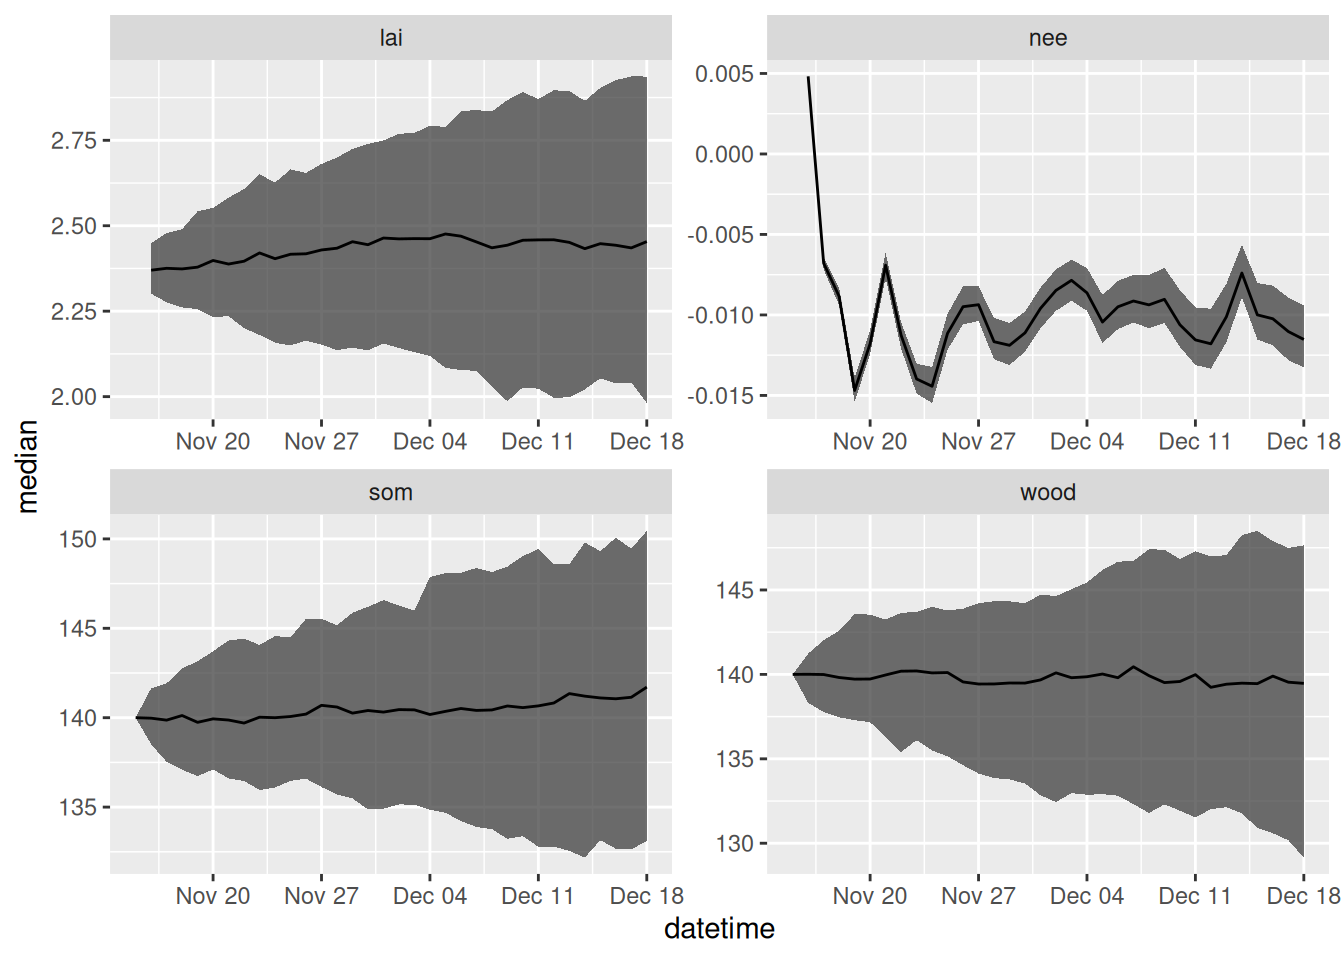 lai
nee
2.75
2.50
2.25
2.00
0.005
0.000
-0.005
-0.010
-0.015
Nov 20 Nov 27 Dec 04 Dec 11 Dec 18
Nov 20 Nov 27 Dec 04 Dec 11 Dec 18
median
som
wood
150
145
140
135
145
140
135
130
Nov 20 Nov 27 Dec 04 Dec 11 Dec 18
Nov 20 Nov 27 Dec 04 Dec 11 Dec 18
datetime